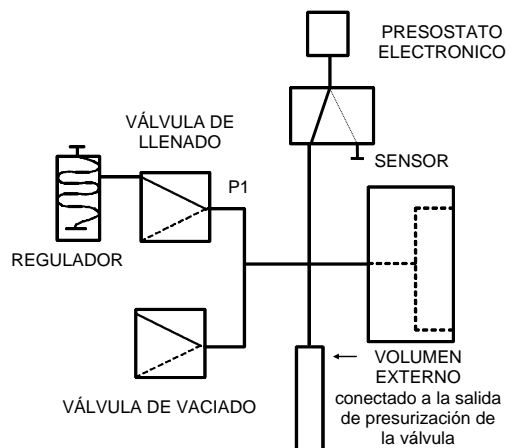 PRESOSTATO
ELECTRONICO
VÁLVULA DE
LLENADO
SENSOR
P1
REGULADOR
VOLUMEN
EXTERNO
conectado a la salida
de presurización de
la válvula
VÁLVULA DE VACIADO